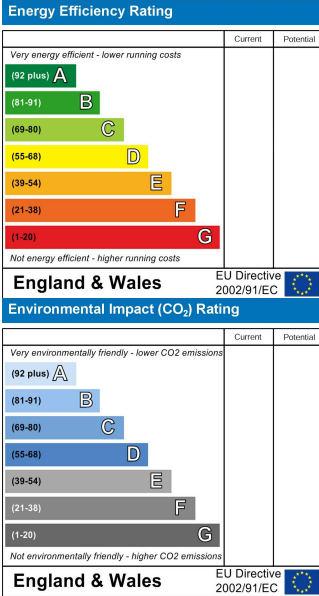 Energy Efficiency Rating
Current Potential
Very energy efficient - lower running costs
(92 plus) A
(81-91) B
(69-80) C
(55-68) D
(39-54) E
(21-38) F
(1-20) G
Not energy efficient - higher running costs
England & Wales
EU Directive
2002/91/EC
Environmental Impact (CO₂) Rating
Current Potential
Very environmentally friendly - lower CO2 emissions
(92 plus) A
(81-91) B
(69-80) C
(55-68) D
(39-54) E
(21-38) F
(1-20) G
Not environmentally friendly - higher CO2 emissions
England & Wales
EU Directive
2002/91/EC